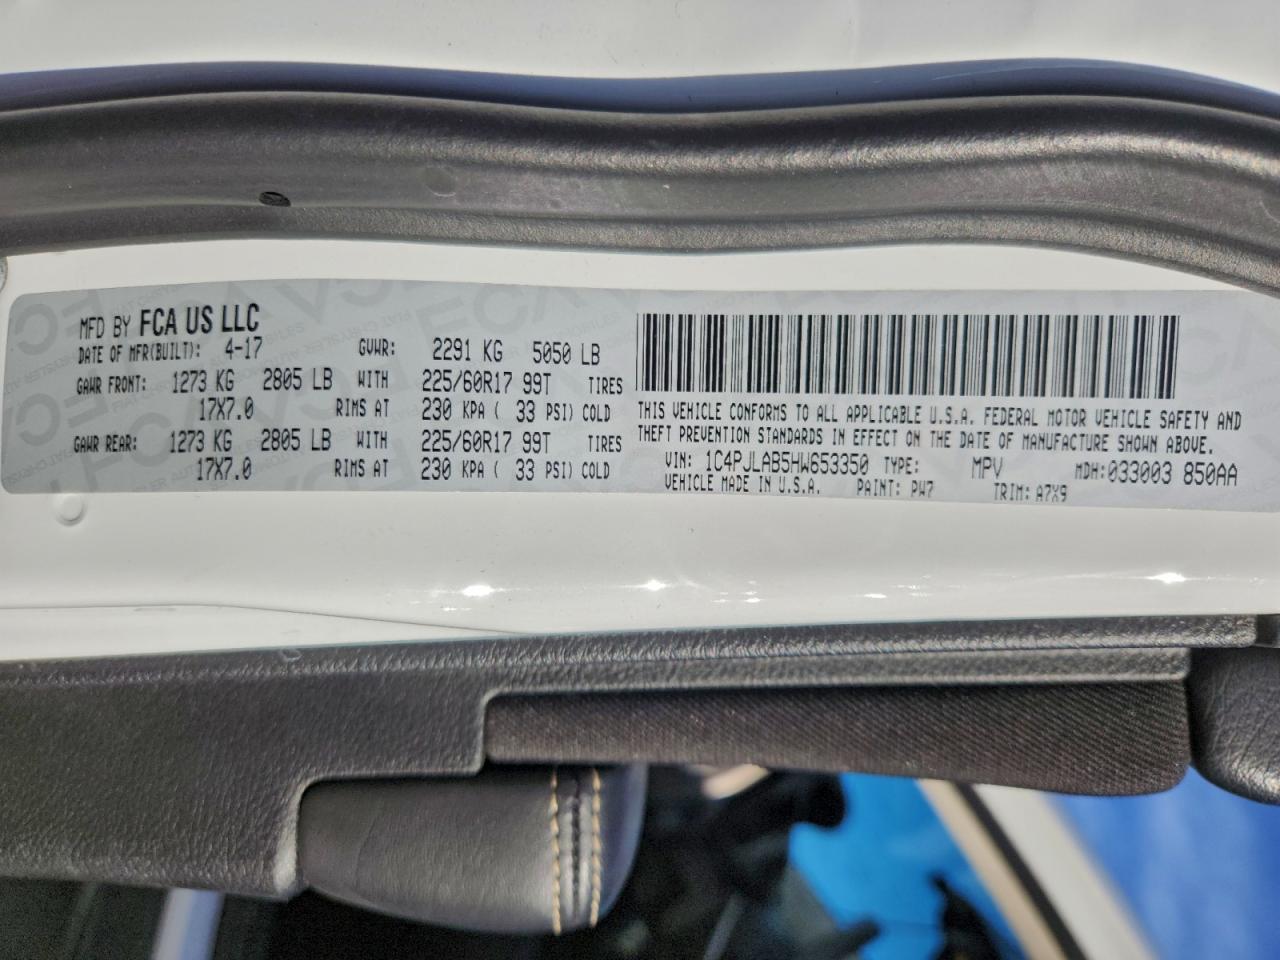 MFD BY FCA US LLC
DATE OF MFR(BUILT): 4-17 GVWR: 2291 KG 5050 LB
GAWR FRONT: 1273 KG 2805 LB WITH 225/60R17 99T TIRES
17X7.0 RIMS AT 230 KPA ( 33 PSI) COLD
GAWR REAR: 1273 KG 2805 LB WITH 225/60R17 99T TIRES
17X7.0 RIMS AT 230 KPA ( 33 PSI) COLD
THIS VEHICLE CONFORMS TO ALL APPLICABLE U.S.A. FEDERAL MOTOR VEHICLE SAFETY AND
THEFT PREVENTION STANDARDS IN EFFECT ON THE DATE OF MANUFACTURE SHOWN ABOVE.
VIN: 1C4PJLAB5HW653350 TYPE: MPV MDH:033003 850AA
VEHICLE MADE IN U.S.A. PAINT: PW7 TRIM: A7X9